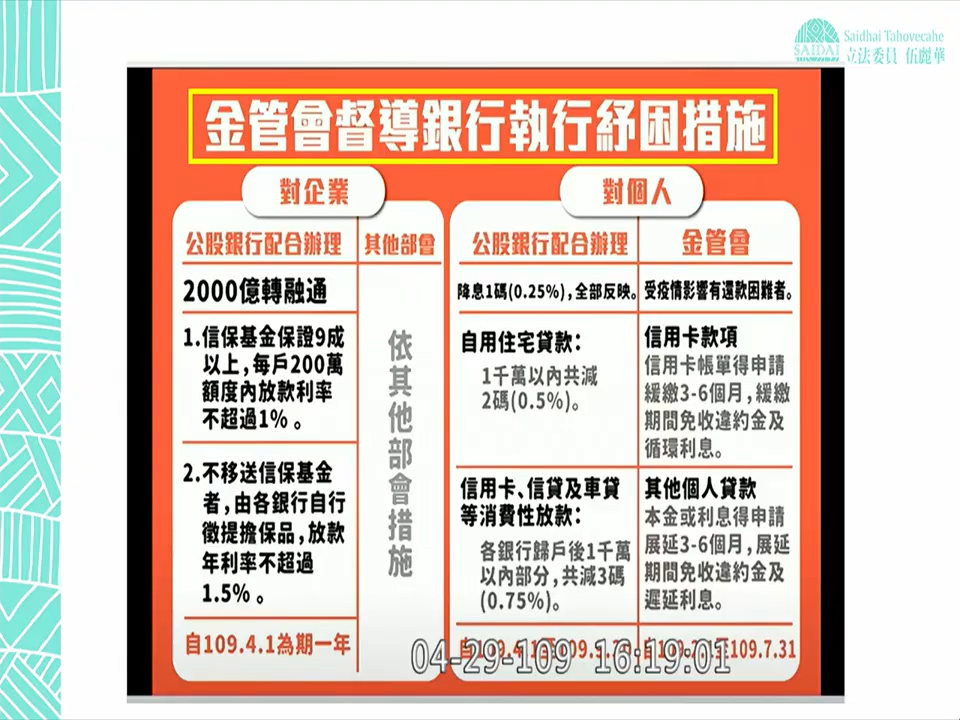 Saidhai Tahovecahe
SAIDAI
立法委員 伍麗華
金管會督導銀行執行紓困措施
對企業
公股銀行配合辦理
其他部會
2000億轉融通
1.信保基金保證9成
以上,每戶200萬
額度內放款利率
不超過1%。
2.不移送信保基金
者,由各銀行自行
徵提擔保品,放款
年利率不超過
1.5%。
自109.4.1為期一年
依其他部會措施
對個人
公股銀行配合辦理
金管會
降息1碼(0.25%),全部反映。
受疫情影響有還款困難者。
自用住宅貸款:
1千萬以內共減
2碼(0.5%)。
信用卡款項
信用卡帳單得申請
緩繳3-6個月,緩繳
期間免收違約金及
循環利息。
信用卡、信貸及車貸
等消費性放款:
各銀行歸戶後1千萬
以內部分,共減3碼
(0.75%)。
其他個人貸款
本金或利息得申請
展延3-6個月,展延
期間免收違約金及
遲延利息。
至109.7.31
04-29-109 16:19:01